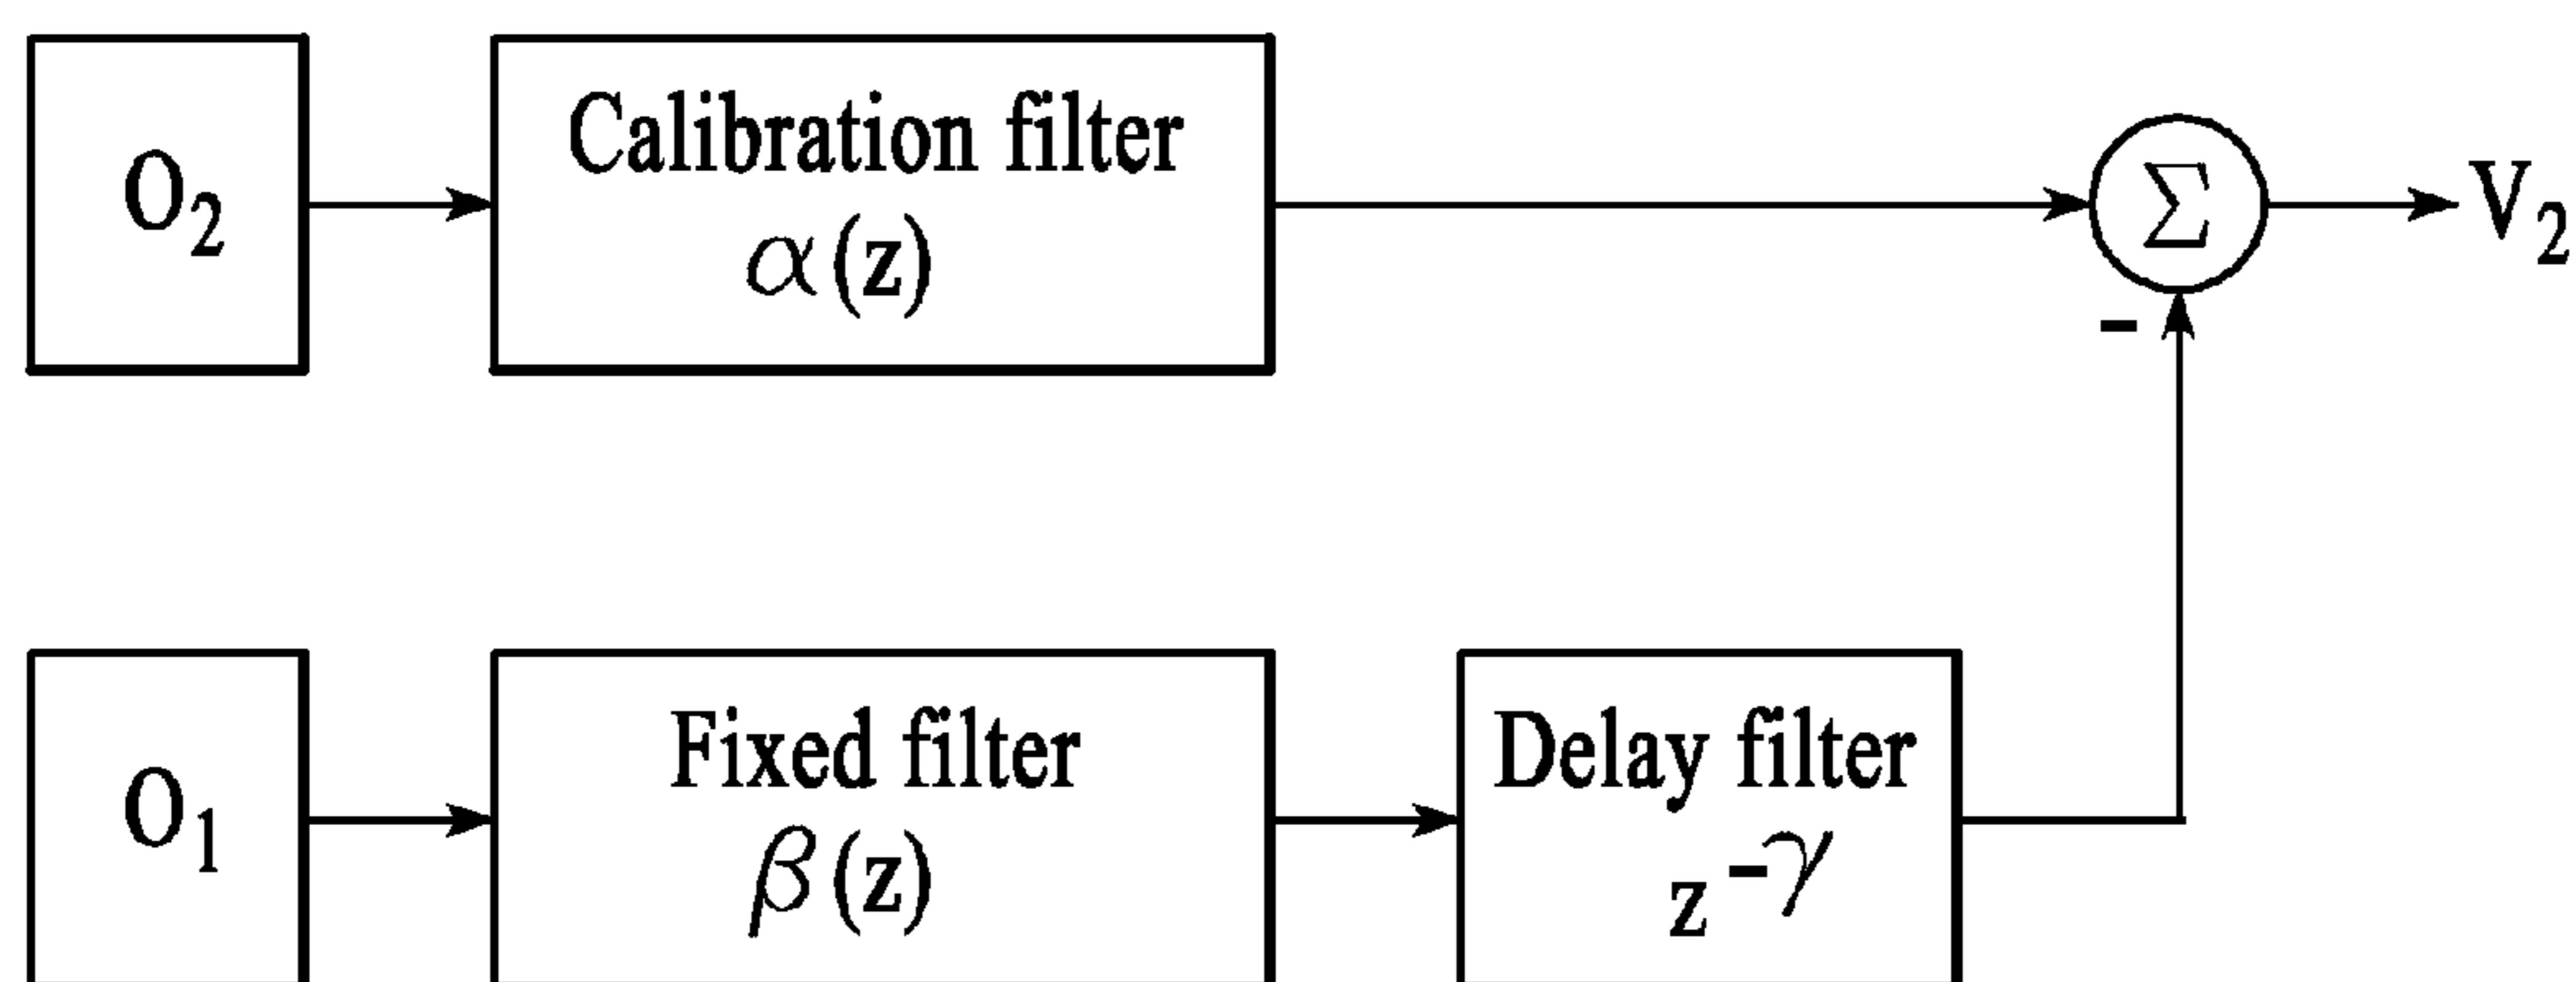 O₂
Calibration filter
α(z)
Σ
V₂
-
O₁
Fixed filter
β(z)
Delay filter
z^-γ